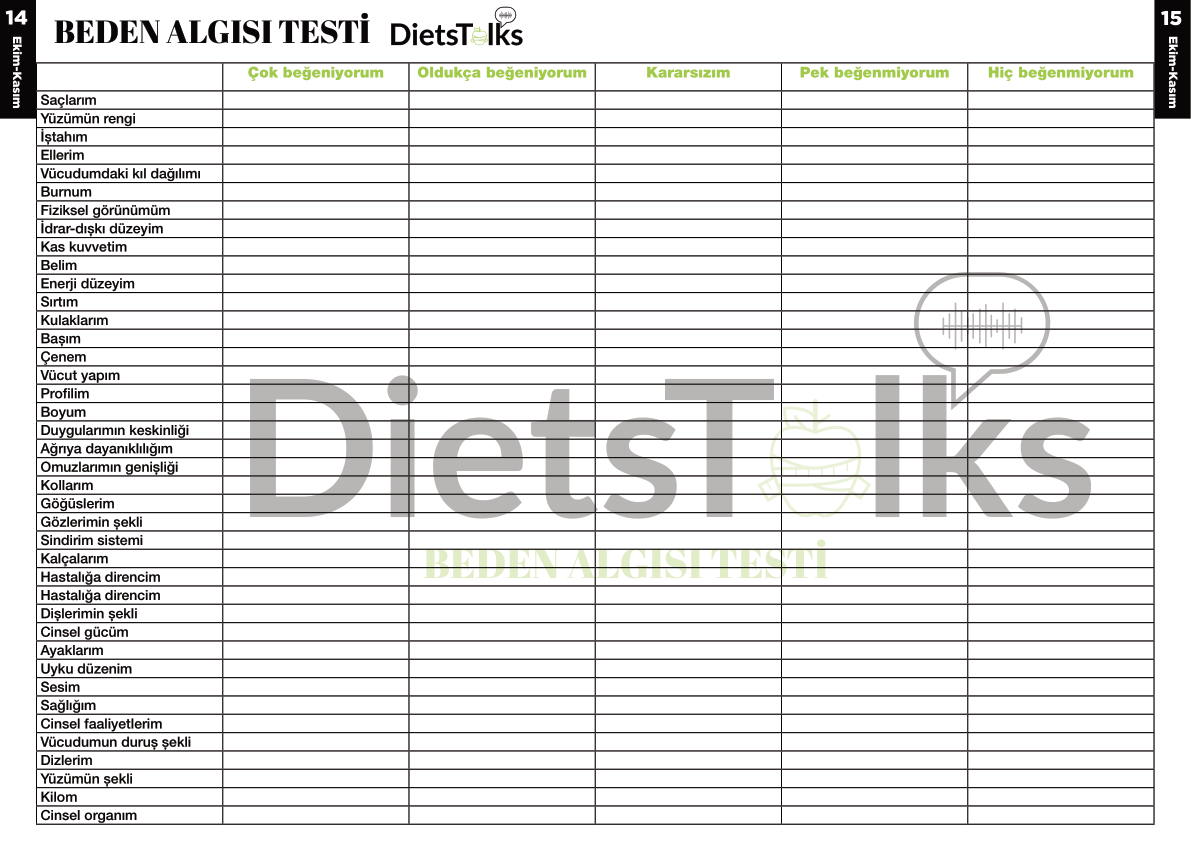 14
Ekim-Kasım
BEDEN ALGISI TESTİ
DietsTalks
15
Ekim-Kasım
Çok beğeniyorum Oldukça beğeniyorum Kararsızım Pek beğenmiyorum Hiç beğenmiyorum
Saçlarım
Yüzümün rengi
İştahım
Ellerim
Vücudumdaki kıl dağılımı
Burnum
Fiziksel görünümüm
İdrar-dışkı düzeyim
Kas kuvvetim
Belim
Enerji düzeyim
Sırtım
Kulaklarım
Başım
Çenem
Vücut yapım
Profilim
Boyum
Duygularımın keskinliği
Ağrıya dayanıklılığım
Omuzlarımın genişliği
Kollarım
Göğüslerim
Gözlerimin şekli
Sindirim sistemi
Kalçalarım
Hastalığa direncim
Hastalığa direncim
Dişlerimin şekli
Cinsel gücüm
Ayaklarım
Uyku düzenim
Sesim
Sağlığım
Cinsel faaliyetlerim
Vücudumun duruş şekli
Dizlerim
Yüzümün şekli
Kilom
Cinsel organım
DietsTalks
BEDEN ALGISI TESTİ